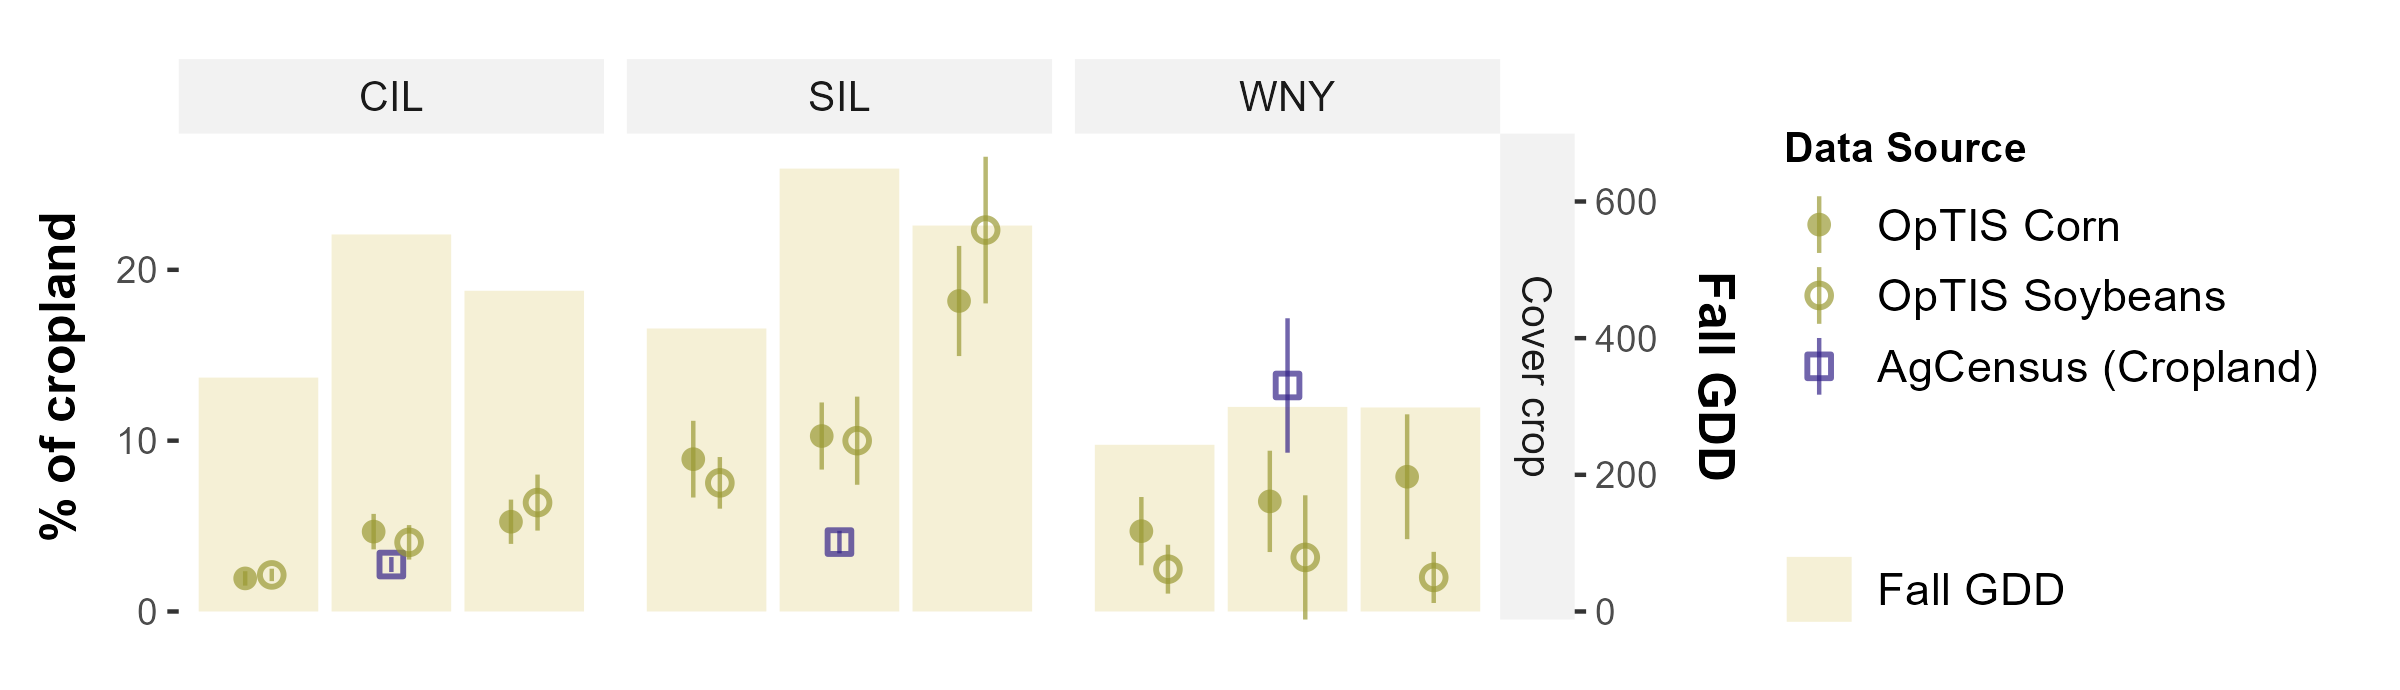 CIL
SIL
WNY
% of cropland
20
10
0
Cover crop
600
400
200
0
Fall GDD
Data Source
OpTIS Corn
OpTIS Soybeans
AgCensus (Cropland)
Fall GDD